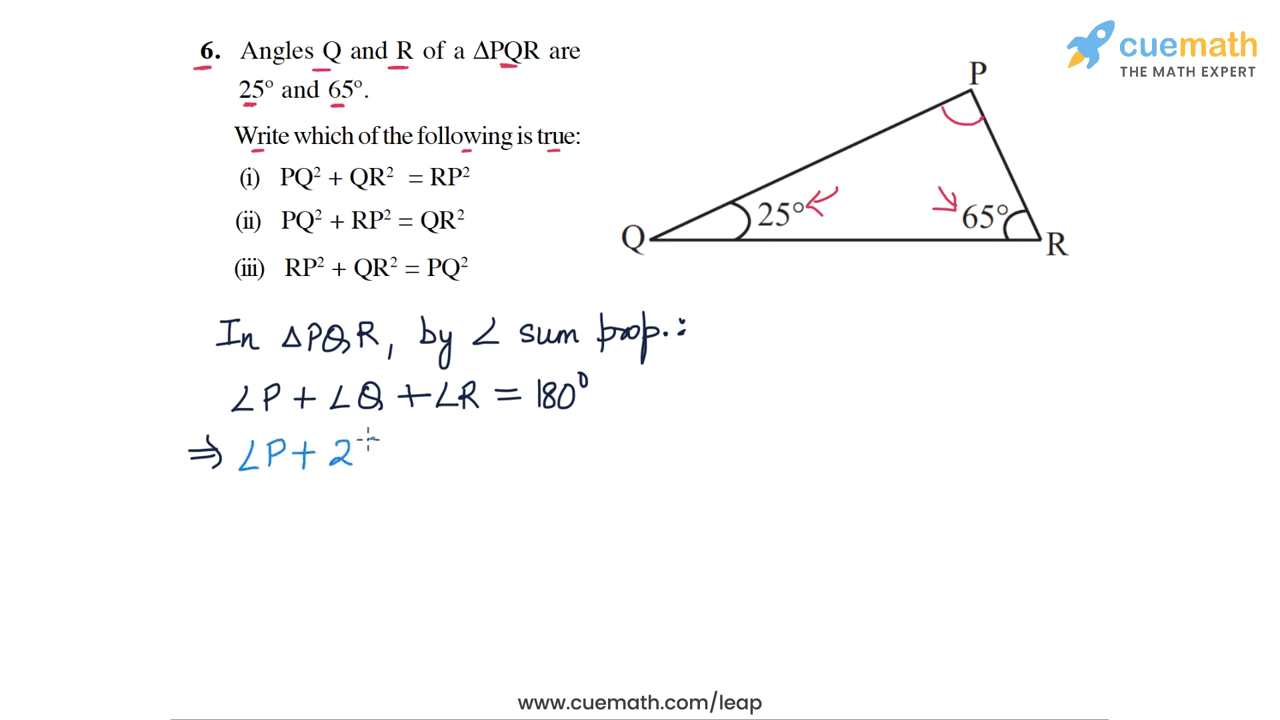 6. Angles Q and R of a ΔPQR are
25° and 65°.
Write which of the following is true:
(i) PQ² + QR² = RP²
(ii) PQ² + RP² = QR²
(iii) RP² + QR² = PQ²
cuemath
THE MATH EXPERT
P
25°
65°
Q
R
In ΔPQR, by ∠ sum prop.:
∠P + ∠Q + ∠R = 180°
⇒ ∠P + 2
www.cuemath.com/leap